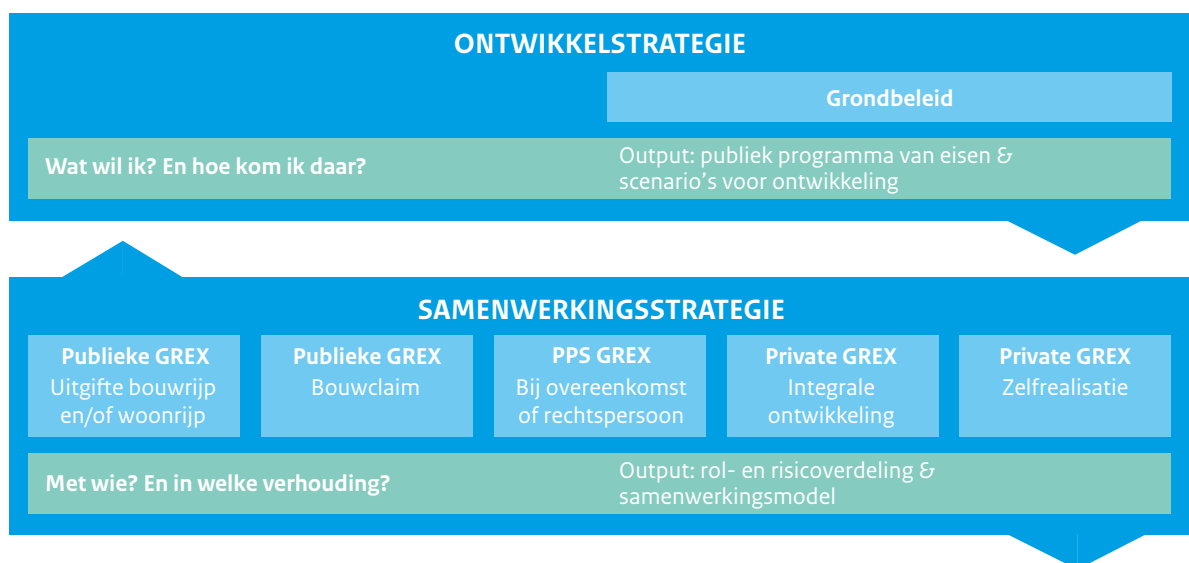 ONTWIKKELSTRATEGIE
Grondbeleid
Wat wil ik? En hoe kom ik daar?
Output: publiek programma van eisen &
scenario's voor ontwikkeling
SAMENWERKINGSSTRATEGIE
Publieke GREX
Uitgifte bouwrijp
en/of woonrijp
Publieke GREX
Bouwclaim
PPS GREX
Bij overeenkomst
of rechtspersoon
Private GREX
Integrale
ontwikkeling
Private GREX
Zelfrealisatie
Met wie? En in welke verhouding?
Output: rol- en risicoverdeling &
samenwerkingsmodel